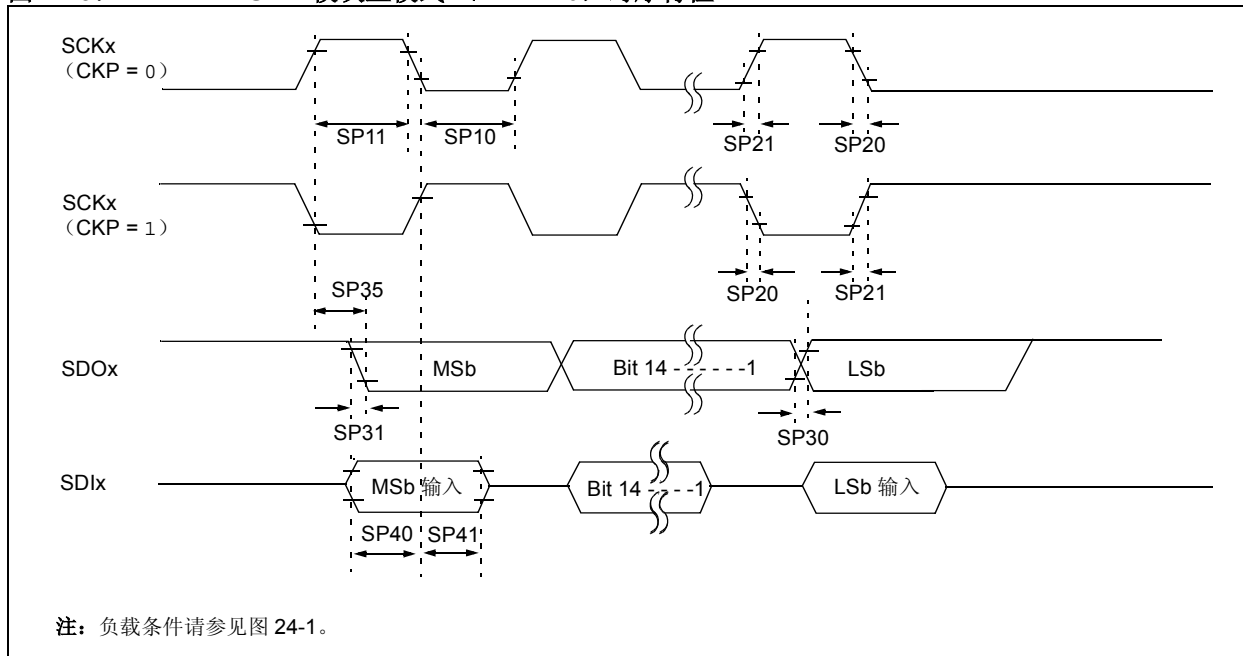 SCKx
（CKP = 0）
SP11
SP10
SP21
SP20
SCKx
（CKP = 1）
SP35
SP20
SP21
SDOx
MSb
Bit 14 - - - - - -1
LSb
SP31
SP30
SDIx
MSb 输入
Bit 14 - - - - -1
LSb 输入
SP40
SP41
注：负载条件请参见图 24-1。